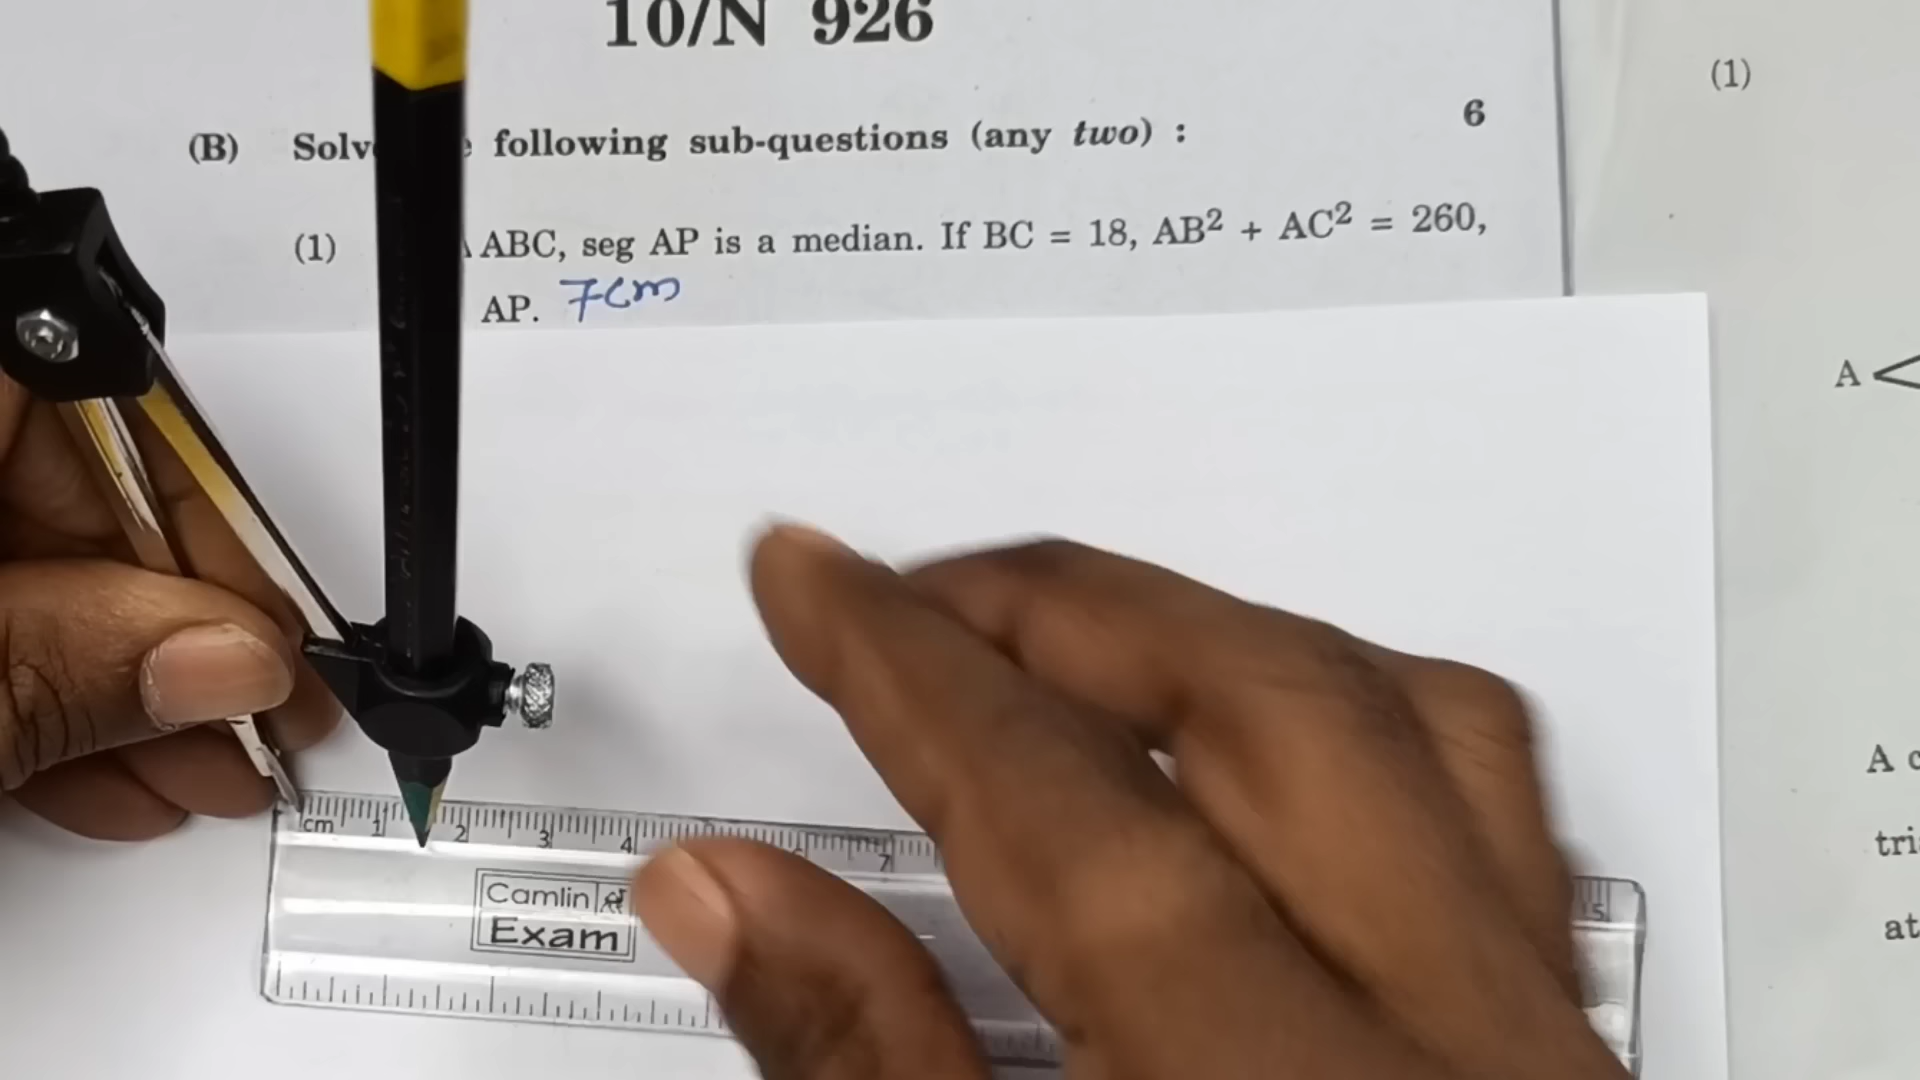 10/N 926
(1)
(B) Solv following sub-questions (any two) : 6
(1) ABC, seg AP is a median. If BC = 18, AB² + AC² = 260,
AP. 7cm
A
A
cm 1 2 3 4 7
Camlin
Exam
tri
at